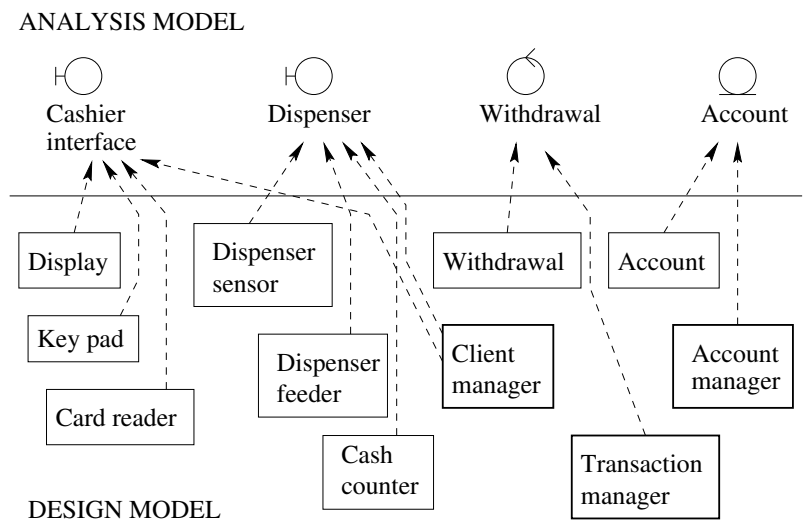 ANALYSIS MODEL
Cashier
interface
Dispenser
Withdrawal
Account
Display
Dispenser
sensor
Withdrawal
Account
Key pad
Dispenser
feeder
Client
manager
Account
manager
Card reader
Cash
counter
Transaction
manager
DESIGN MODEL